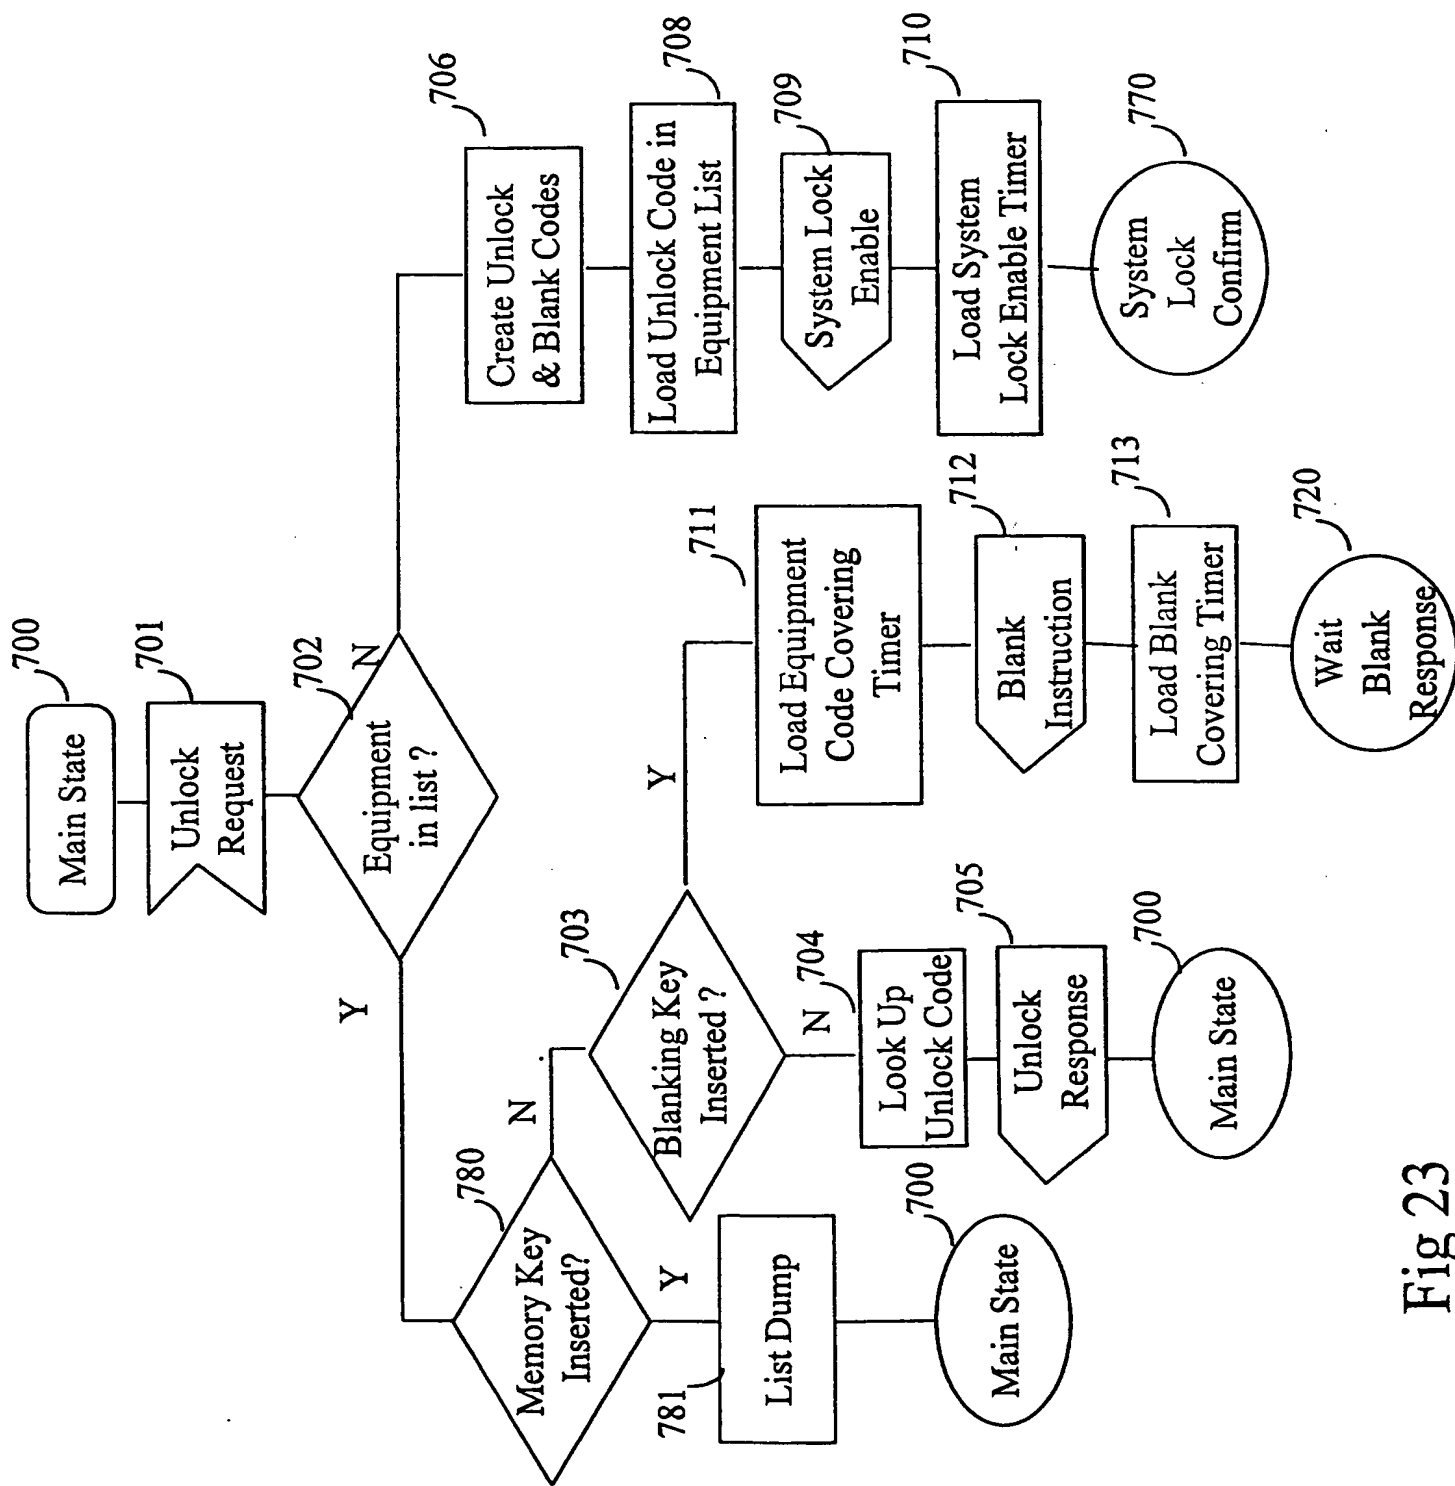 700
Main State
701
Unlock
Request
702
Equipment
in list ?
Y
N
780
Memory Key
Inserted?
N
Y
781
List Dump
700
Main State
703
Blanking Key
Inserted ?
Y
N
704
Look Up
Unlock Code
705
Unlock
Response
700
Main State
711
Load Equipment
Code Covering
Timer
712
Blank
Instruction
713
Load Blank
Covering Timer
720
Wait
Blank
Response
706
Create Unlock
& Blank Codes
708
Load Unlock Code in
Equipment List
709
System Lock
Enable
710
Load System
Lock Enable Timer
770
System
Lock
Confirm
Fig 23